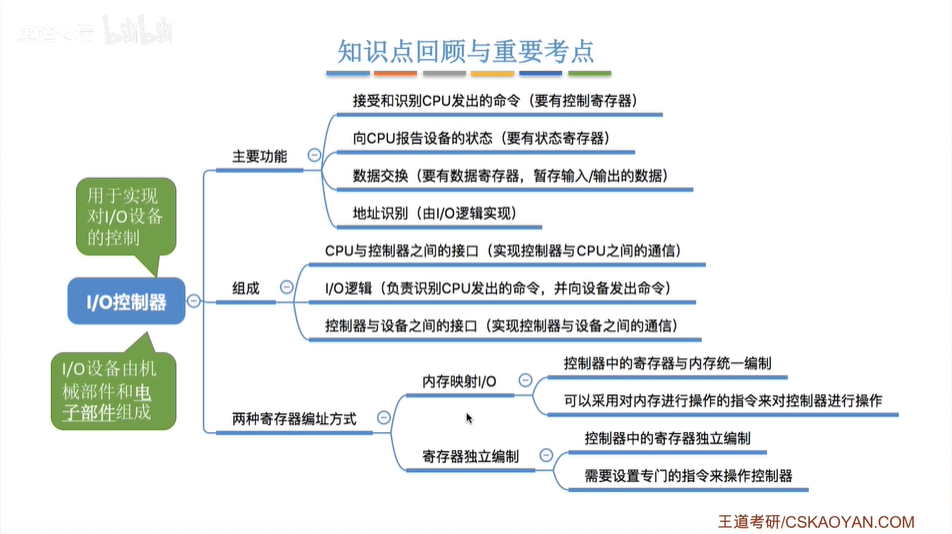 知识点回顾与重要考点
接受和识别CPU发出的命令（要有控制寄存器）
向CPU报告设备的状态（要有状态寄存器）
主要功能
数据交换（要有数据寄存器，暂存输入/输出的数据）
地址识别（由I/O逻辑实现）
用于实现
对I/O设备
的控制
CPU与控制器之间的接口（实现控制器与CPU之间的通信）
组成
I/O逻辑（负责识别CPU发出的命令，并向设备发出命令）
I/O控制器
控制器与设备之间的接口（实现控制器与设备之间的通信）
I/O设备由机
械部件和电
子部件组成
控制器中的寄存器与内存统一编制
内存映射I/O
可以采用对内存进行操作的指令来对控制器进行操作
两种寄存器编址方式
控制器中的寄存器独立编制
寄存器独立编制
需要设置专门的指令来操作控制器
王道考研/CSKAOYAN.COM